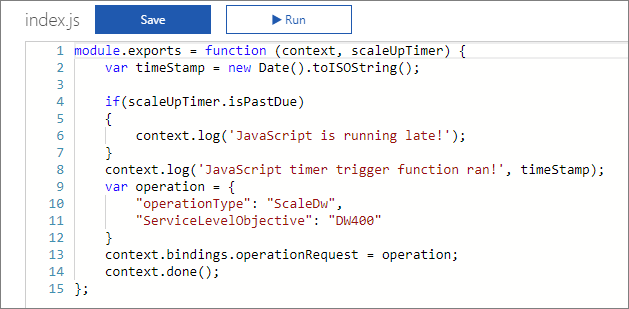 index.js Save Run
1 module.exports = function (context, scaleUpTimer) {
2 var timeStamp = new Date().toISOString();
3
4 if(scaleUpTimer.isPastDue)
5 {
6 context.log('JavaScript is running late!');
7 }
8 context.log('JavaScript timer trigger function ran!', timeStamp);
9 var operation = {
10 "operationType": "ScaleDw",
11 "ServiceLevelObjective": "DW400"
12 }
13 context.bindings.operationRequest = operation;
14 context.done();
15 };